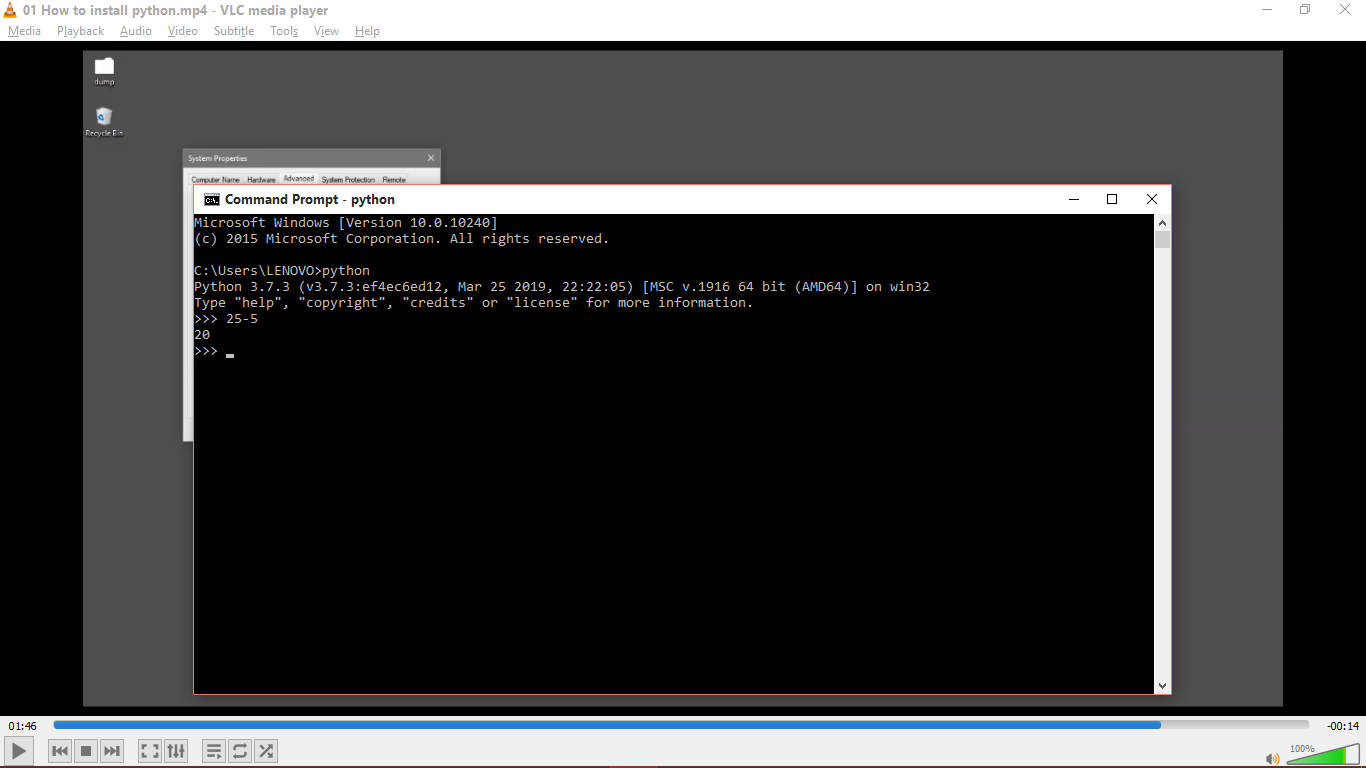 01 How to install python.mp4 - VLC media player
Media Playback Audio Video Subtitle Tools View Help
dump
Recycle Bin
System Properties
Computer Name Hardware Advanced System Protection Remote
Command Prompt - python
Microsoft Windows [Version 10.0.10240]
(c) 2015 Microsoft Corporation. All rights reserved.
C:\Users\LENOVO>python
Python 3.7.3 (v3.7.3:ef4ec6ed12, Mar 25 2019, 22:22:05) [MSC v.1916 64 bit (AMD64)] on win32
Type "help", "copyright", "credits" or "license" for more information.
>>> 25-5
20
>>>
01:46 -00:14
100%